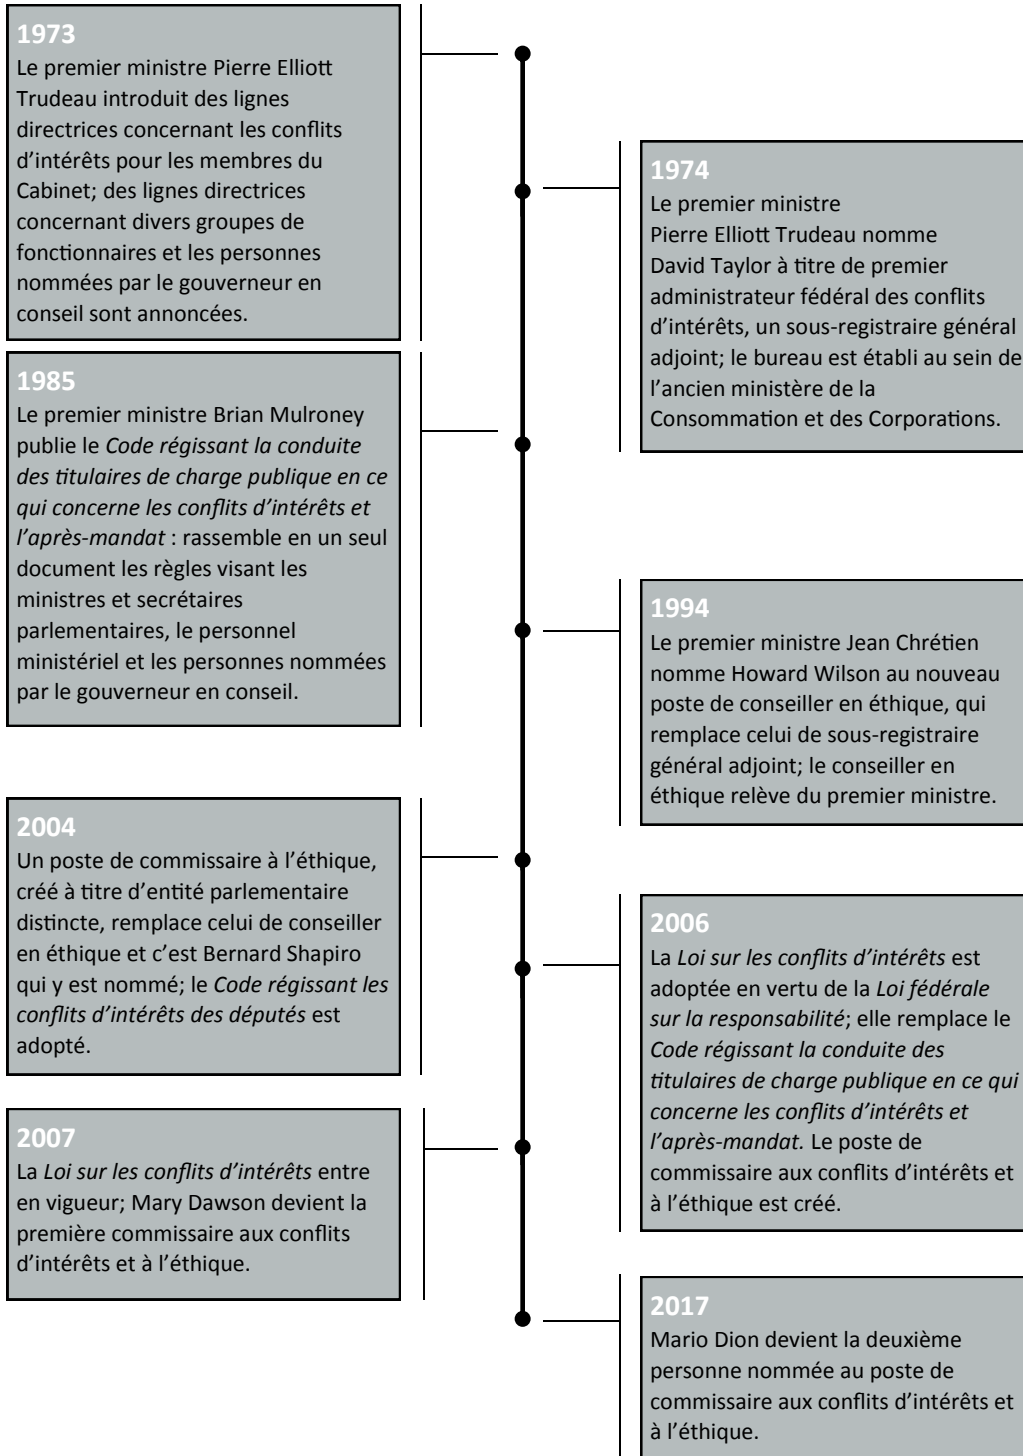 1973
Le premier ministre Pierre Elliott
Trudeau introduit des lignes
directrices concernant les conflits
d’intérêts pour les membres du
Cabinet; des lignes directrices
concernant divers groupes de
fonctionnaires et les personnes
nommées par le gouverneur en
conseil sont annoncées.
1974
Le premier ministre
Pierre Elliott Trudeau nomme
David Taylor à titre de premier
administrateur fédéral des conflits
d’intérêts, un sous-registraire général
adjoint; le bureau est établi au sein de
l’ancien ministère de la
Consommation et des Corporations.
1985
Le premier ministre Brian Mulroney
publie le Code régissant la conduite
des titulaires de charge publique en ce
qui concerne les conflits d’intérêts et
l’après-mandat : rassemble en un seul
document les règles visant les
ministres et secrétaires
parlementaires, le personnel
ministériel et les personnes nommées
par le gouverneur en conseil.
1994
Le premier ministre Jean Chrétien
nomme Howard Wilson au nouveau
poste de conseiller en éthique, qui
remplace celui de sous-registraire
général adjoint; le conseiller en
éthique relève du premier ministre.
2004
Un poste de commissaire à l’éthique,
créé à titre d’entité parlementaire
distincte, remplace celui de conseiller
en éthique et c’est Bernard Shapiro
qui y est nommé; le Code régissant les
conflits d’intérêts des députés est
adopté.
2006
La Loi sur les conflits d’intérêts est
adoptée en vertu de la Loi fédérale
sur la responsabilité; elle remplace le
Code régissant la conduite des
titulaires de charge publique en ce qui
concerne les conflits d’intérêts et
l’après-mandat. Le poste de
commissaire aux conflits d’intérêts et
à l’éthique est créé.
2007
La Loi sur les conflits d’intérêts entre
en vigueur; Mary Dawson devient la
première commissaire aux conflits
d’intérêts et à l’éthique.
2017
Mario Dion devient la deuxième
personne nommée au poste de
commissaire aux conflits d’intérêts et
à l’éthique.